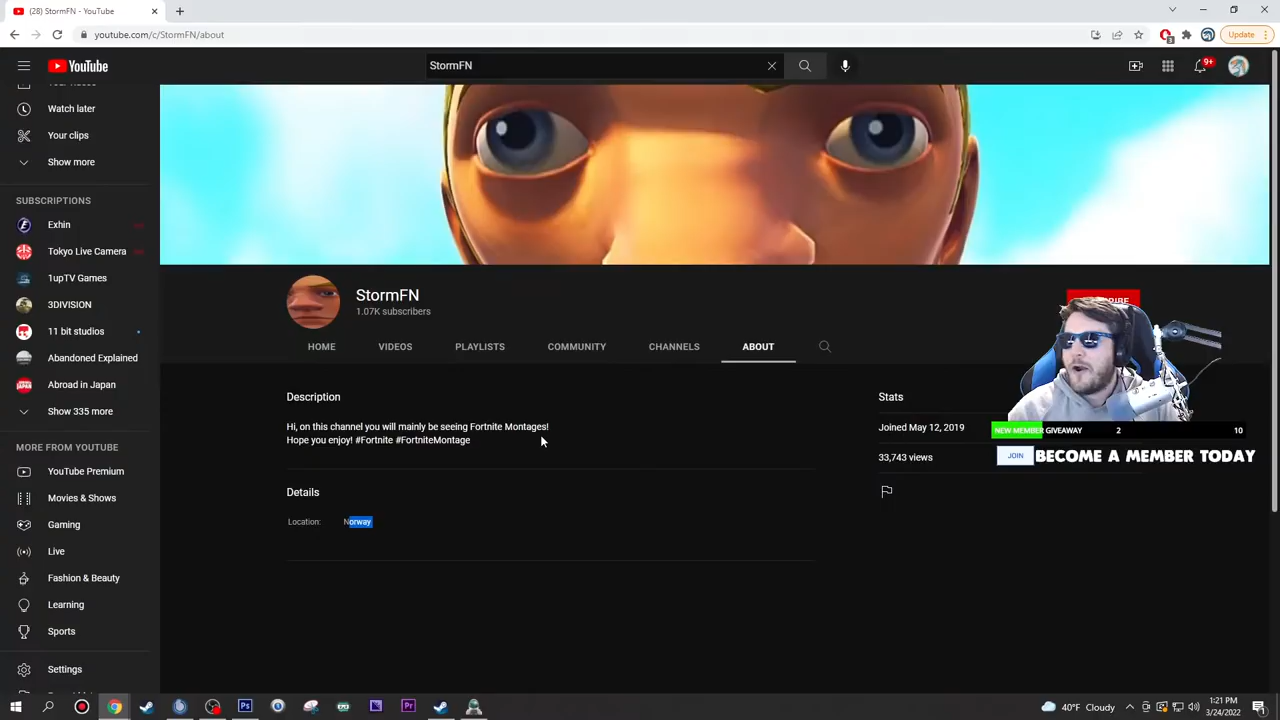 (28) StormFN - YouTube
youtube.com/c/StormFN/about
Update
YouTube
StormFN
9+
Watch later
Your clips
Show more
SUBSCRIPTIONS
Exhin
Tokyo Live Camera
1upTV Games
3DIVISION
11 bit studios
Abandoned Explained
Abroad in Japan
Show 335 more
MORE FROM YOUTUBE
YouTube Premium
Movies & Shows
Gaming
Live
Fashion & Beauty
Learning
Sports
Settings
StormFN
1.07K subscribers
HOME VIDEOS PLAYLISTS COMMUNITY CHANNELS ABOUT
Description
Hi, on this channel you will mainly be seeing Fortnite Montages!
Hope you enjoy! #Fortnite #FortniteMontage
Details
Location: Norway
Stats
Joined May 12, 2019
33,743 views
NEW MEMBER GIVEAWAY 2 10
JOIN BECOME A MEMBER TODAY
40°F Cloudy
1:21 PM
3/24/2022